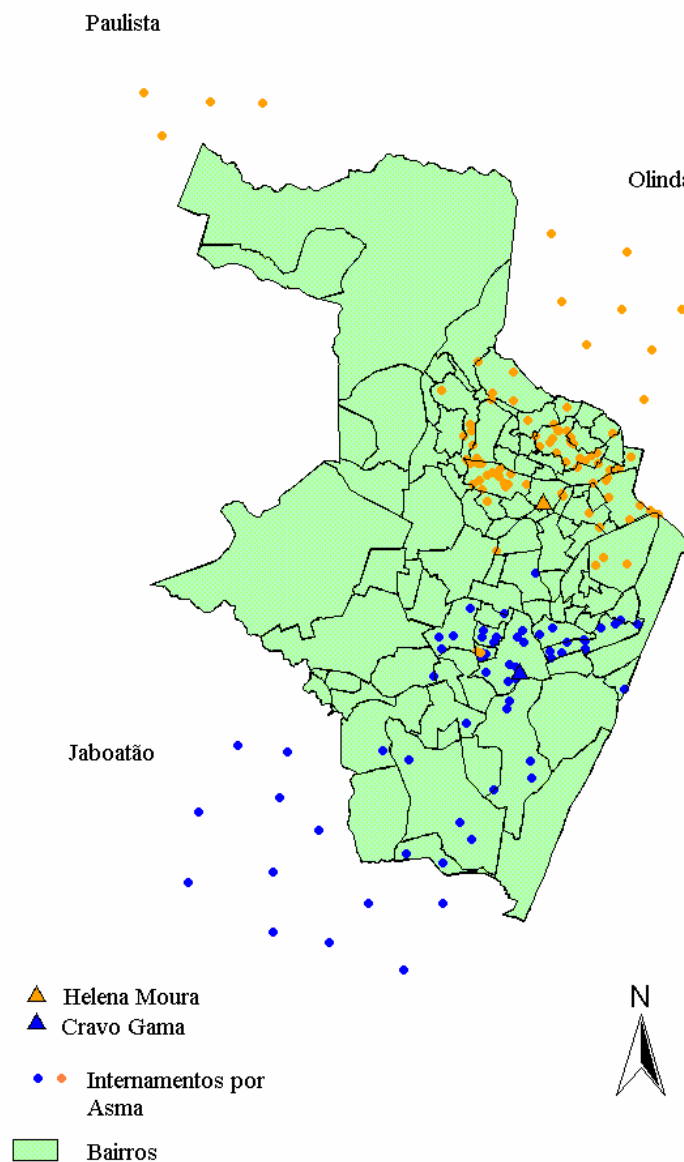 Paulista
Olinda
Jaboatão
Helena Moura
Cravo Gama
N
Internamentos por
Asma
Bairros